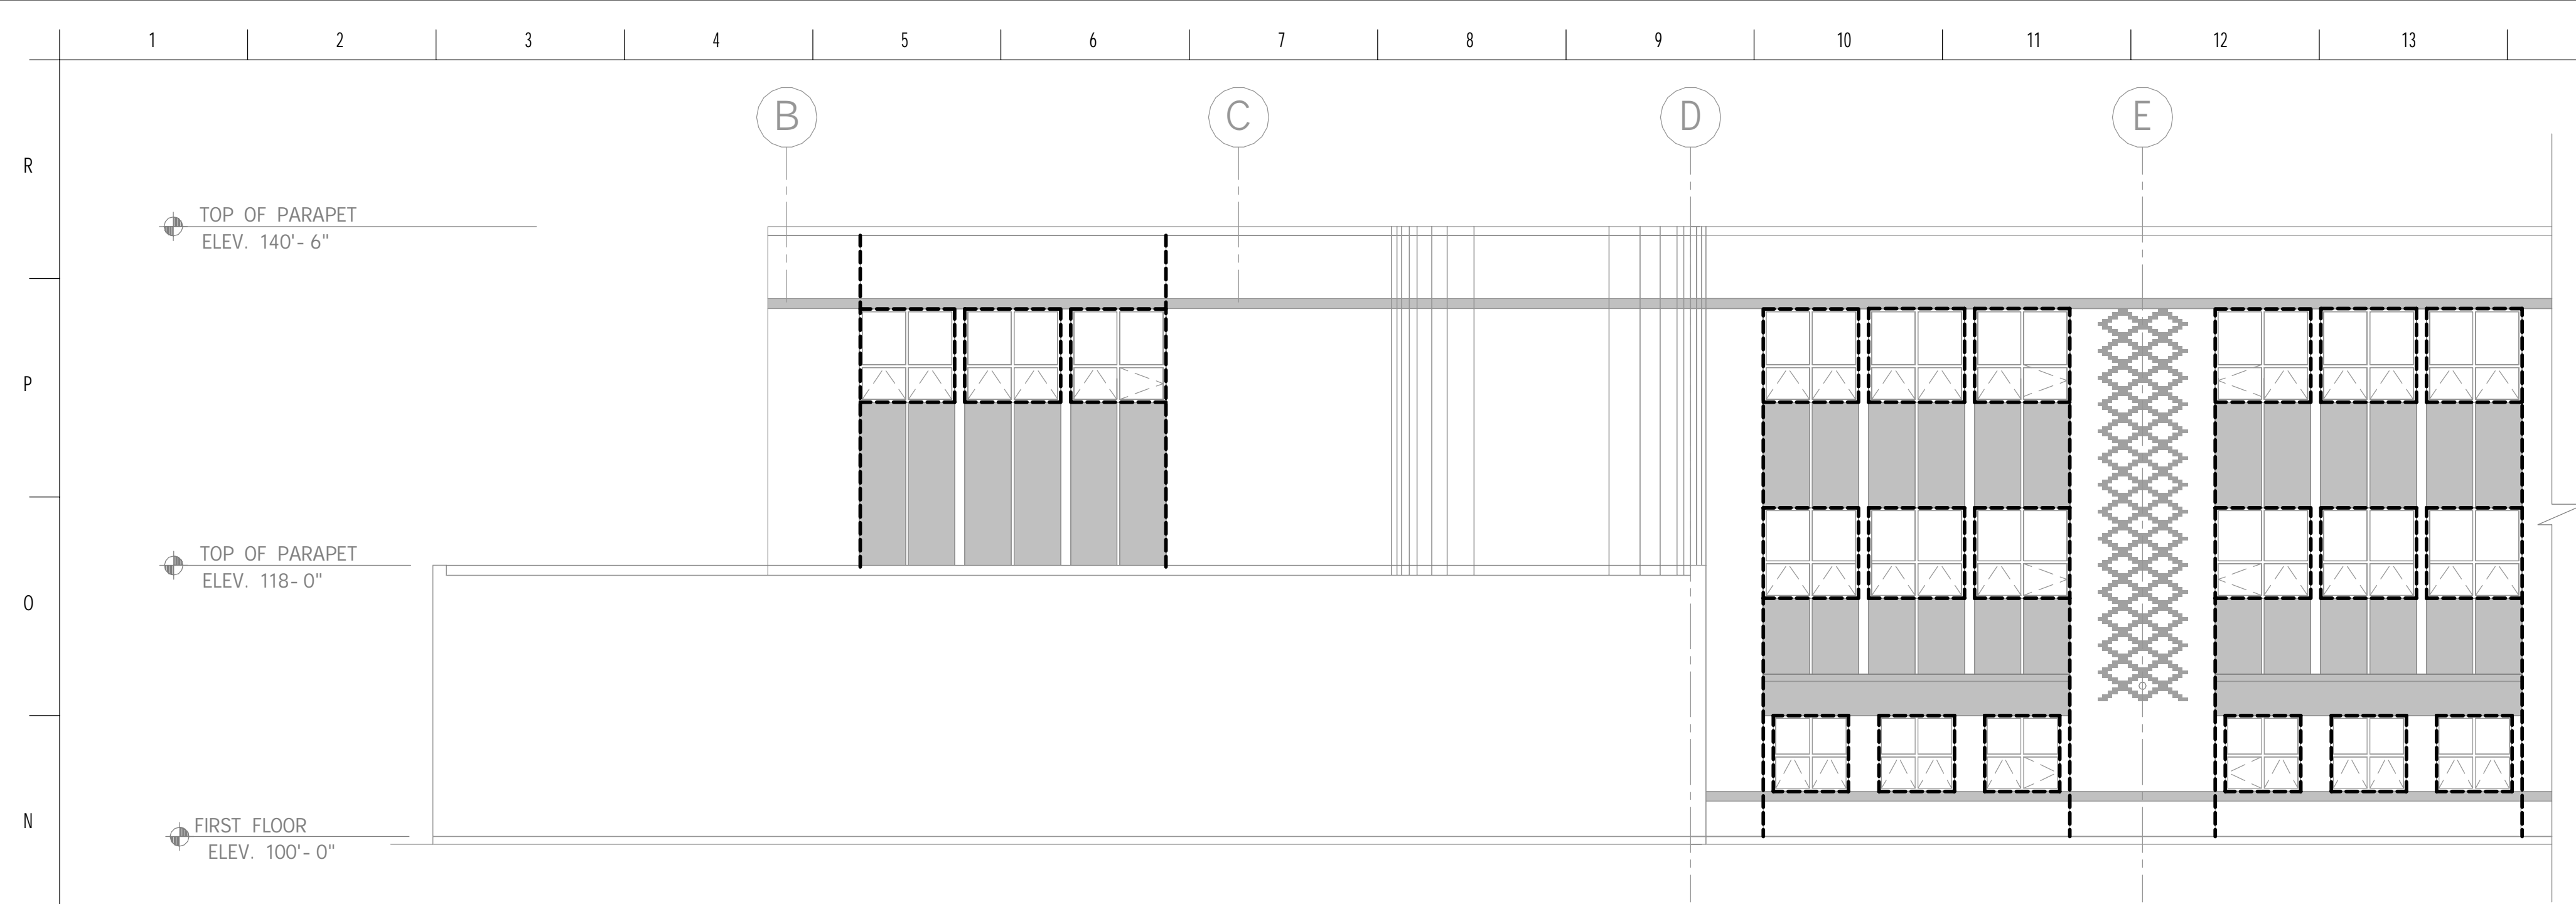 1 2 3 4 5 6 7 8 9 10 11 12 13
B C D E
R
TOP OF PARAPET
ELEV. 140'- 6"
P
TOP OF PARAPET
ELEV. 118- 0"
O
N
FIRST FLOOR
ELEV. 100'- 0"